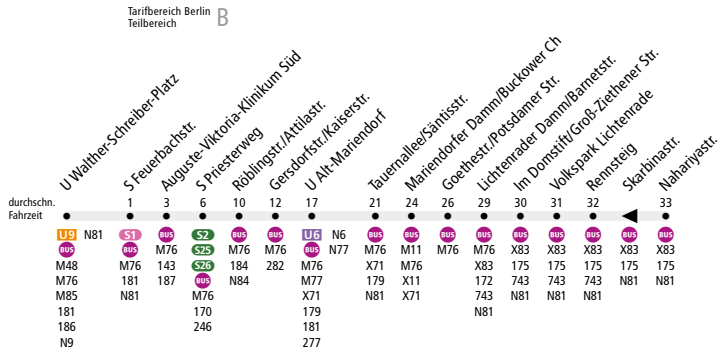 Tarifbereich Berlin
Teilbereich
B
U Walther-Schreiber-Platz
S Feuerbachstr.
Auguste-Viktoria-Klinikum Süd
S Priesterweg
Röblingstr./Attilastr.
Gersdorfstr./Kaiserstr.
U Alt-Mariendorf
Tauernallee/Säntisstr.
Mariendorfer Damm/Buckower Ch
Goethestr./Potsdamer Str.
Lichtenrader Damm/Barnetstr.
Im Domstift/Groß-Ziethener Str.
Volkspark Lichtenrade
Rennsteig
Skarbinastr.
Nahariyastr.
durchschn. 1 3 6 10 12 17 21 24 26 29 30 31 32 33
Fahrzeit
U9 N81 S1 BUS S2 BUS BUS U6 N6 BUS BUS BUS BUS BUS BUS BUS BUS BUS
BUS BUS M76 S25 M76 M76 BUS N77 M76 M11 M76 M76 X83 X83 X83 X83 X83
M48 M76 143 S26 184 282 M76 X71 M76 X83 175 175 175 175 175
M76 181 187 BUS N84 M77 179 X11 172 743 743 743 N81 N81
M85 N81 M76 X71 N81 X71 743 N81 N81 N81
181 170 179 N81
186 246 181
N9 277